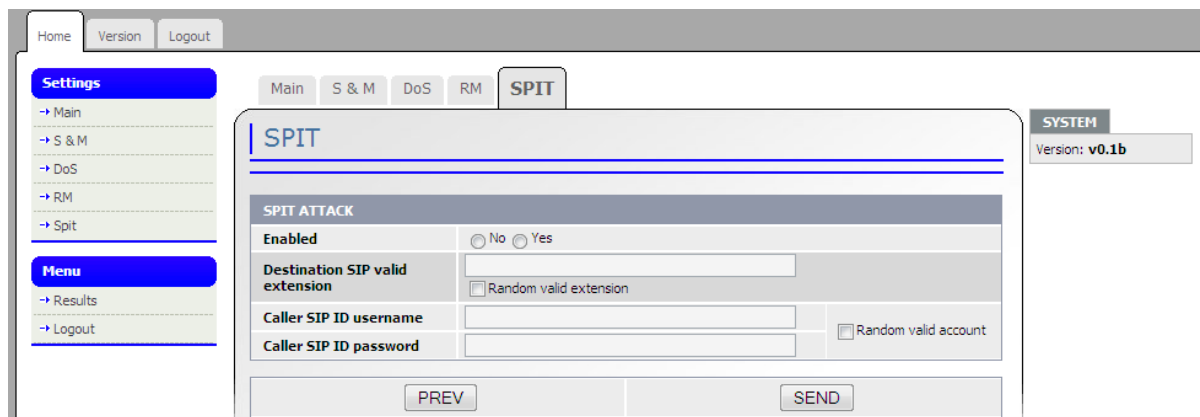 Home Version Logout
Settings
Main
S & M
DoS
RM
Spit
Menu
Results
Logout
Main S & M DoS RM SPIT
SPIT
SPIT ATTACK
Enabled No Yes
Destination SIP valid
extension
Random valid extension
Caller SIP ID username
Random valid account
Caller SIP ID password
PREV SEND
SYSTEM
Version: v0.1b